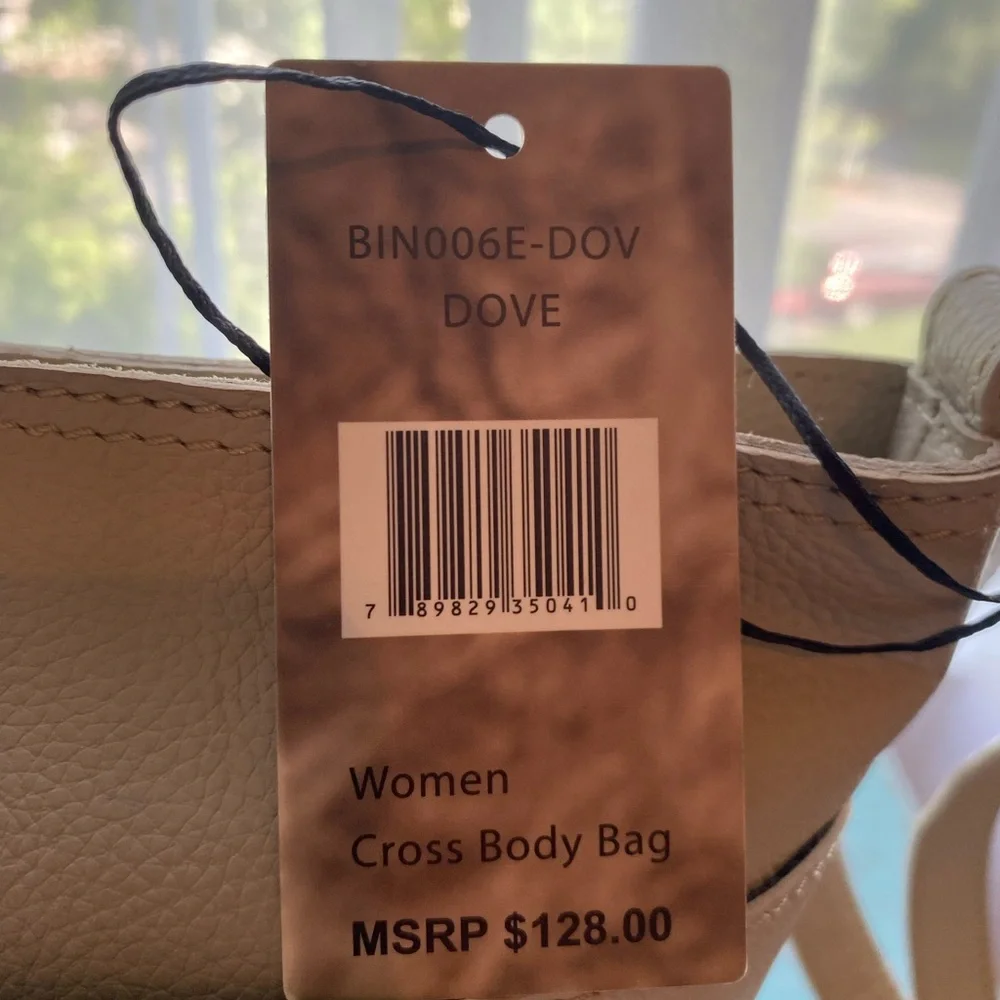 BIN006E-DOV
DOVE
7 89829 35041 0
Women
Cross Body Bag
MSRP $128.00